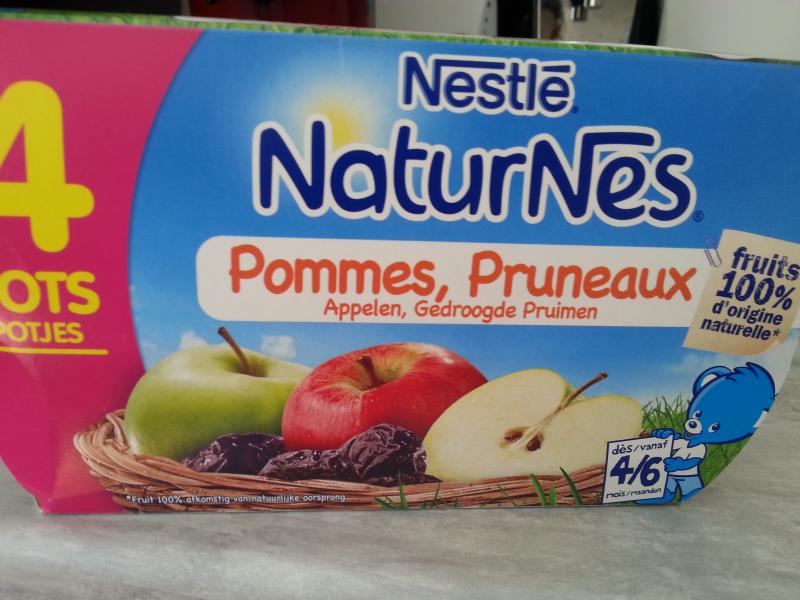 4
POTS
POTJES
Nestlé®
NaturNes®
Pommes, Pruneaux
Appelen, Gedroogde Pruimen
fruits
100%
d'origine
naturelle*
dès/vanaf
4/6
mois/maanden
*Fruit 100% afkomstig van natuurlijke oorsprong